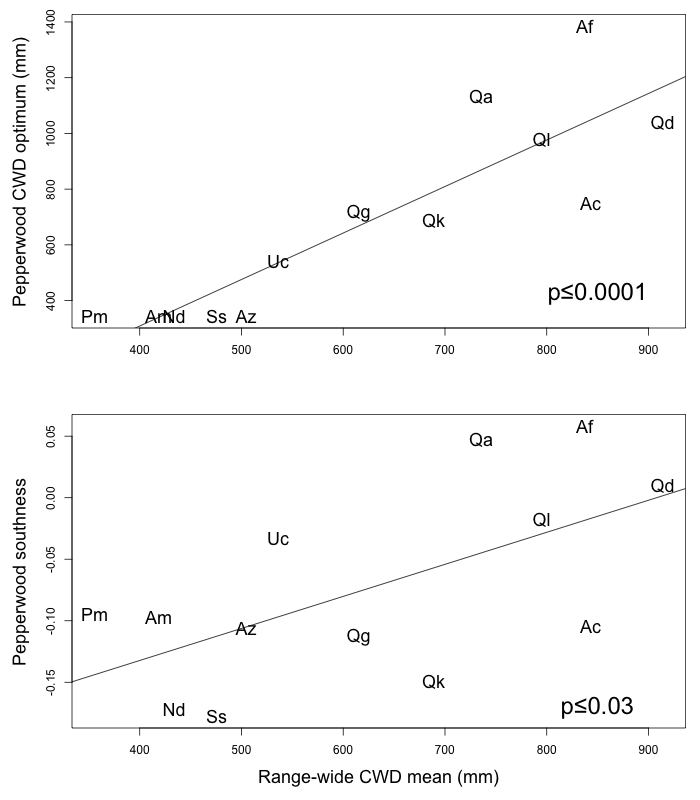 Pepperwood CWD optimum (mm)
1400
1200
1000
800
600
400
Af
Qa
Qd
Ql
Ac
Qg
Qk
Uc
p≤0.0001
Pm Am Nd Ss Az
400 500 600 700 800 900
Pepperwood southness
0.05
0.00
-0.05
-0.10
-0.15
Af
Qa
Qd
Ql
Uc
Pm Am
Az
Ac
Qg
Qk
Nd
Ss
p≤0.03
400 500 600 700 800 900
Range-wide CWD mean (mm)